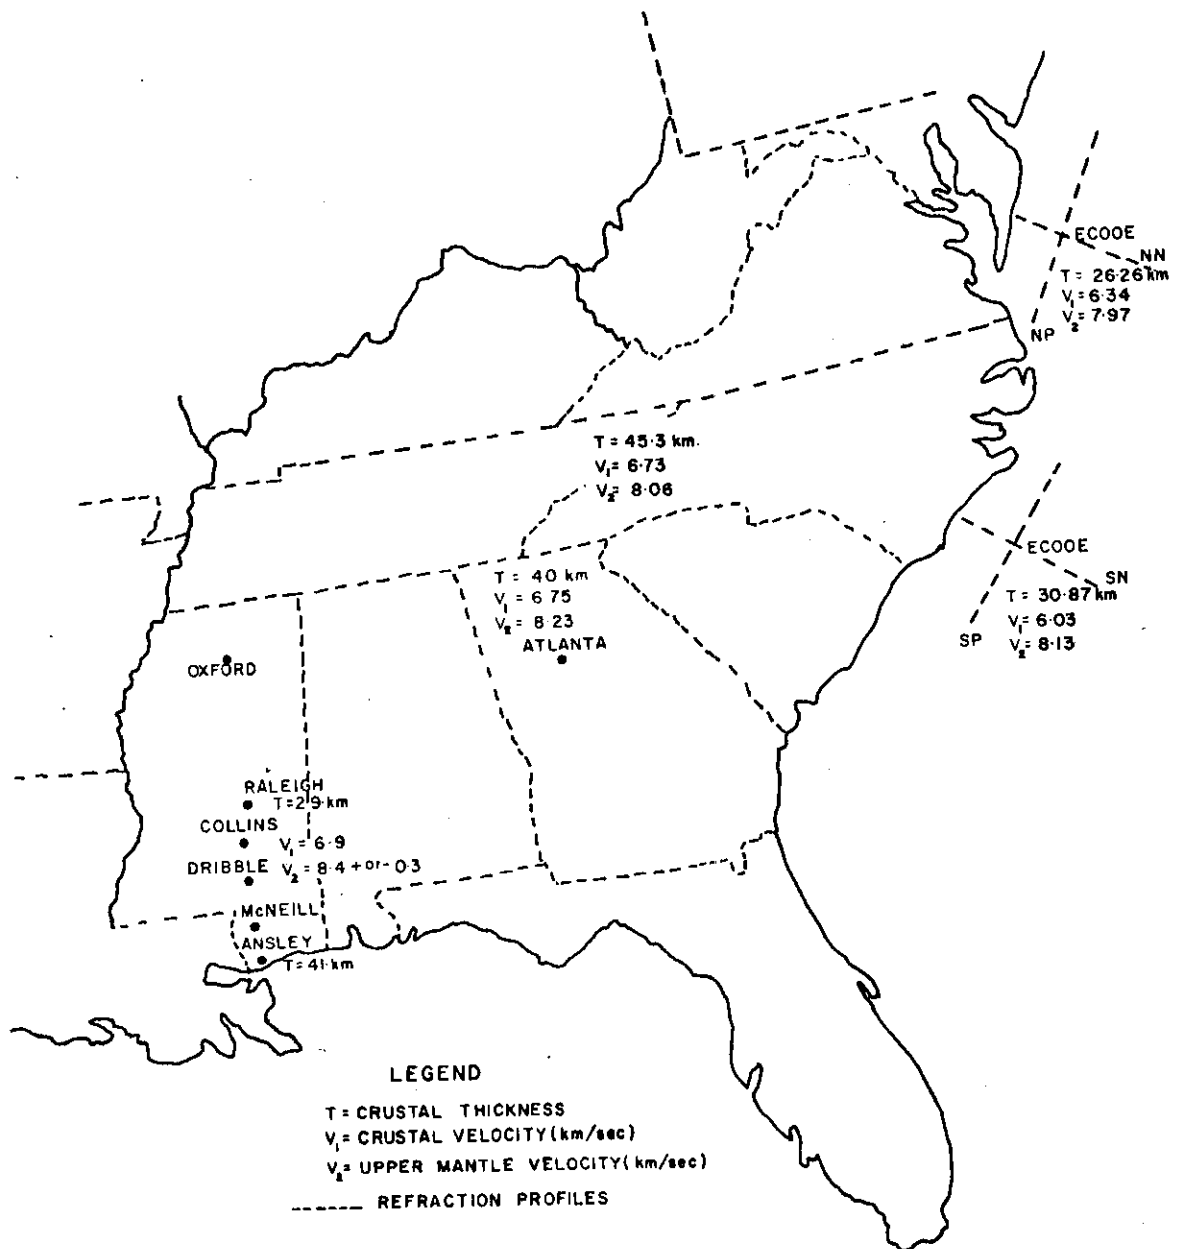 ECOOE
NN
T = 26·26 km
V₁= 6·34
V₂= 7·97
NP
T = 45·3 km.
V₁= 6·73
V₂= 8·06
ECOOE
SN
T = 30·87 km
V₁= 6·03
V₂= 8·13
SP
T = 40 km
V₁= 6·75
V₂= 8·23
ATLANTA
OXFORD
RALEIGH
T=29·km
COLLINS
V₁= 6·9
DRIBBLE
V₂= 8·4 + or - 0·3
McNEILL
ANSLEY
T=41·km
LEGEND
T = CRUSTAL THICKNESS
V₁= CRUSTAL VELOCITY (km/sec)
V₂= UPPER MANTLE VELOCITY (km/sec)
------ REFRACTION PROFILES